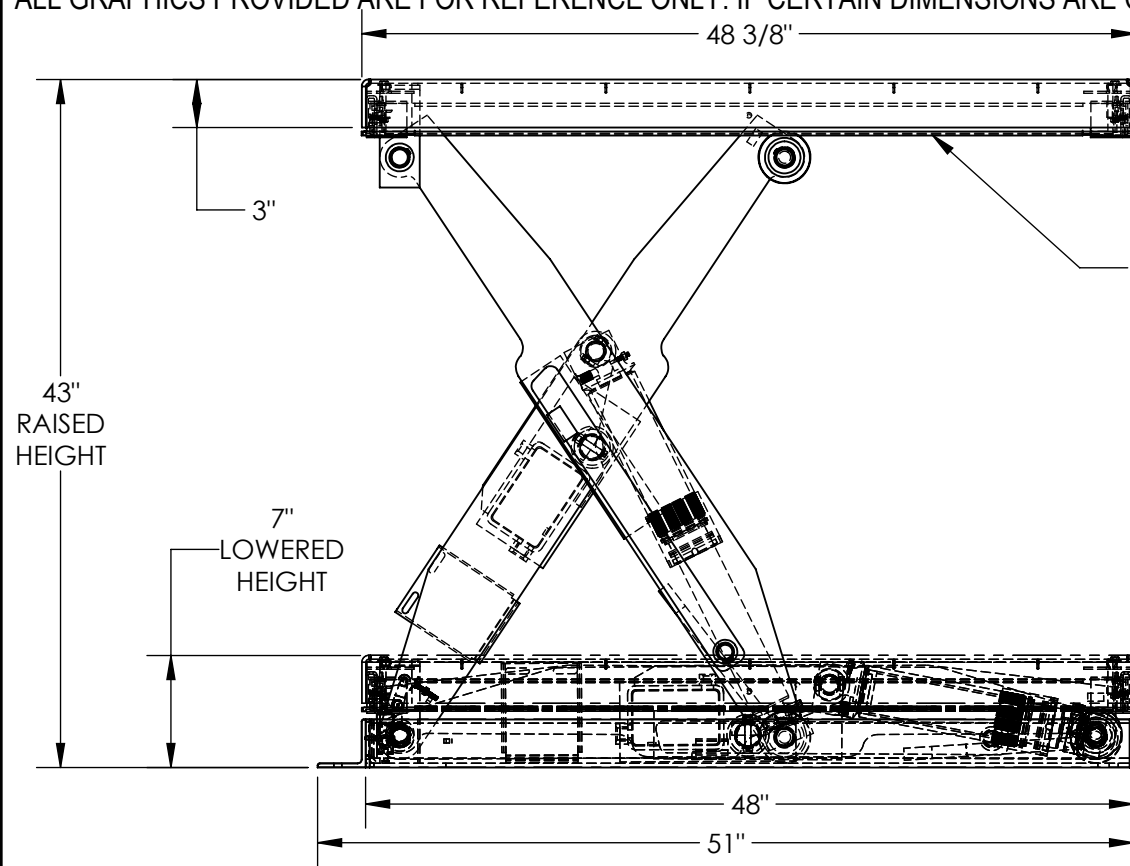 ALL GRAPHICS PROVIDED ARE FOR REFERENCE ONLY. IF CERTAIN DIMENSIONS ARE
48 3/8"
3"
43"
RAISED
HEIGHT
7"
LOWERED
HEIGHT
48"
51"